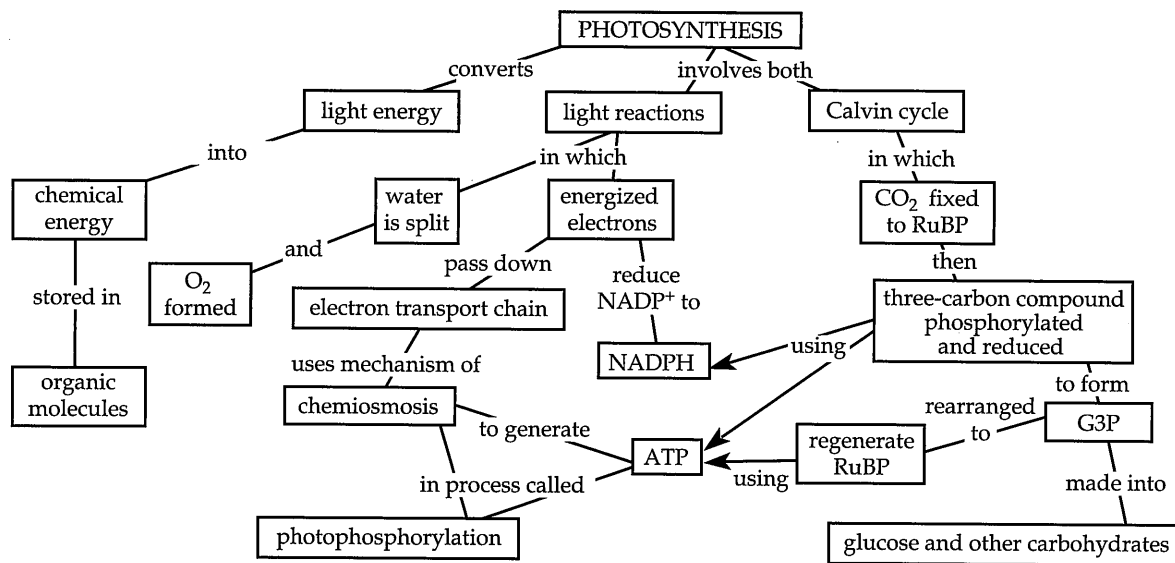 PHOTOSYNTHESIS
converts
involves both
light energy
light reactions
Calvin cycle
into
in which
in which
chemical
energy
water
is split
energized
electrons
CO₂ fixed
to RuBP
and
pass down
then
O₂
formed
stored in
reduce
NADP⁺ to
electron transport chain
three-carbon compound
phosphorylated
and reduced
using
uses mechanism of
NADPH
organic
molecules
to form
chemiosmosis
rearranged
to
G3P
to generate
ATP
regenerate
RuBP
using
in process called
made into
photophosphorylation
glucose and other carbohydrates